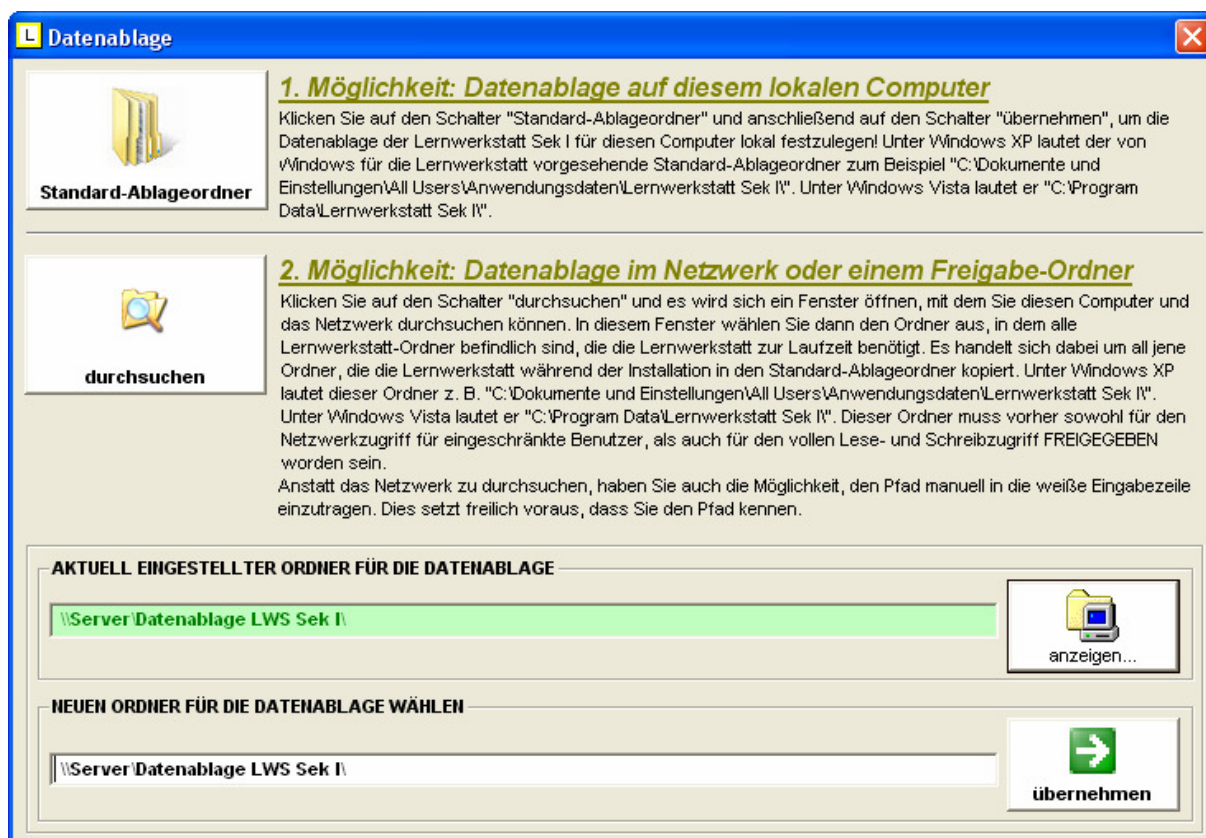 L Datenablage
1. Möglichkeit: Datenablage auf diesem lokalen Computer
Klicken Sie auf den Schalter "Standard-Ablageordner" und anschließend auf den Schalter "übernehmen", um die
Datenablage der Lernwerkstatt Sek I für diesen Computer lokal festzulegen! Unter Windows XP lautet der von
Windows für die Lernwerkstatt vorgesehende Standard-Ablageordner zum Beispiel "C:\Dokumente und
Einstellungen\All Users\Anwendungsdaten\Lernwerkstatt Sek I\". Unter Windows Vista lautet er "C:\Program
Data\Lernwerkstatt Sek I\".
Standard-Ablageordner
2. Möglichkeit: Datenablage im Netzwerk oder einem Freigabe-Ordner
Klicken Sie auf den Schalter "durchsuchen" und es wird sich ein Fenster öffnen, mit dem Sie diesen Computer und
das Netzwerk durchsuchen können. In diesem Fenster wählen Sie dann den Ordner aus, in dem alle
Lernwerkstatt-Ordner befindlich sind, die die Lernwerkstatt zur Laufzeit benötigt. Es handelt sich dabei um all jene
Ordner, die die Lernwerkstatt während der Installation in den Standard-Ablageordner kopiert. Unter Windows XP
lautet dieser Ordner z. B. "C:\Dokumente und Einstellungen\All Users\Anwendungsdaten\Lernwerkstatt Sek I\".
Unter Windows Vista lautet er "C:\Program Data\Lernwerkstatt Sek I\". Dieser Ordner muss vorher sowohl für den
Netzwerkzugriff für eingeschränkte Benutzer, als auch für den vollen Lese- und Schreibzugriff FREIGEGEBEN
worden sein.
Anstatt das Netzwerk zu durchsuchen, haben Sie auch die Möglichkeit, den Pfad manuell in die weiße Eingabezeile
einzutragen. Dies setzt freilich voraus, dass Sie den Pfad kennen.
durchsuchen
AKTUELL EINGESTELLTER ORDNER FÜR DIE DATENABLAGE
\\Server\Datenablage LWS Sek I\
anzeigen...
NEUEN ORDNER FÜR DIE DATENABLAGE WÄHLEN
\\Server\Datenablage LWS Sek I\
übernehmen